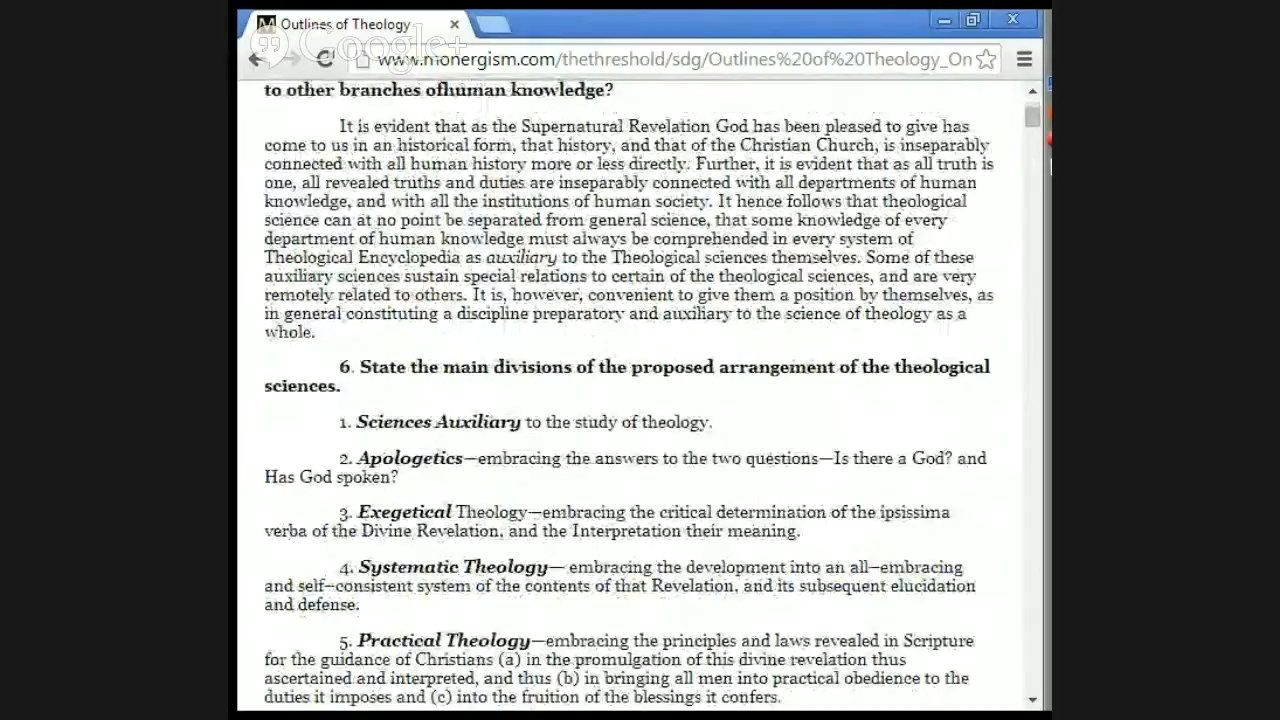 Outlines of Theology
Google+
www.monergism.com/thethreshold/sdg/Outlines%20of%20Theology_On
to other branches ofhuman knowledge?
It is evident that as the Supernatural Revelation God has been pleased to give has
come to us in an historical form, that history, and that of the Christian Church, is inseparably
connected with all human history more or less directly. Further, it is evident that as all truth is
one, all revealed truths and duties are inseparably connected with all departments of human
knowledge, and with all the institutions of human society. It hence follows that theological
science can at no point be separated from general science, that some knowledge of every
department of human knowledge must always be comprehended in every system of
Theological Encyclopedia as auxiliary to the Theological sciences themselves. Some of these
auxiliary sciences sustain special relations to certain of the theological sciences, and are very
remotely related to others. It is, however, convenient to give them a position by themselves, as
in general constituting a discipline preparatory and auxiliary to the science of theology as a
whole.
6. State the main divisions of the proposed arrangement of the theological
sciences.
1. Sciences Auxiliary to the study of theology.
2. Apologetics—embracing the answers to the two questions—Is there a God? and
Has God spoken?
3. Exegetical Theology—embracing the critical determination of the ipsissima
verba of the Divine Revelation, and the Interpretation their meaning.
4. Systematic Theology— embracing the development into an all–embracing
and self–consistent system of the contents of that Revelation, and its subsequent elucidation
and defense.
5. Practical Theology—embracing the principles and laws revealed in Scripture
for the guidance of Christians (a) in the promulgation of this divine revelation thus
ascertained and interpreted, and thus (b) in bringing all men into practical obedience to the
duties it imposes and (c) into the fruition of the blessings it confers.